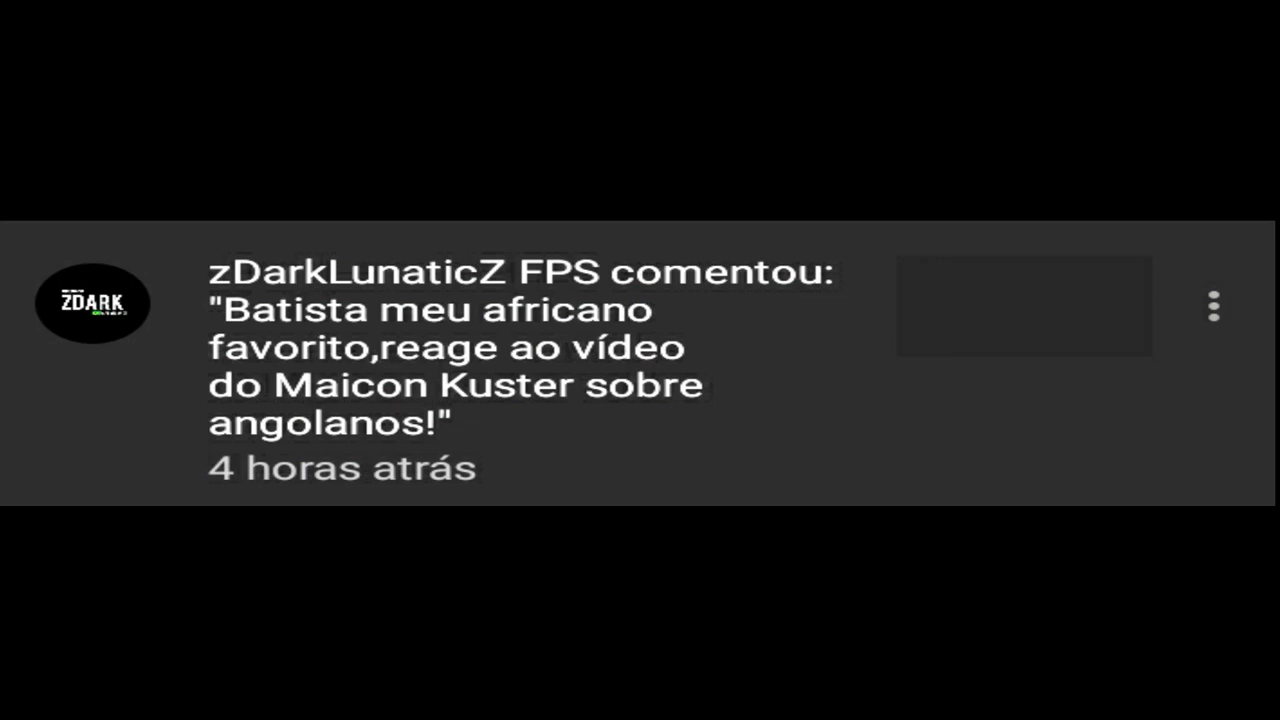 ZDARK
zDarkLunaticZ FPS comentou:
"Batista meu africano
favorito,reage ao vídeo
do Maicon Kuster sobre
angolanos!"
4 horas atrás